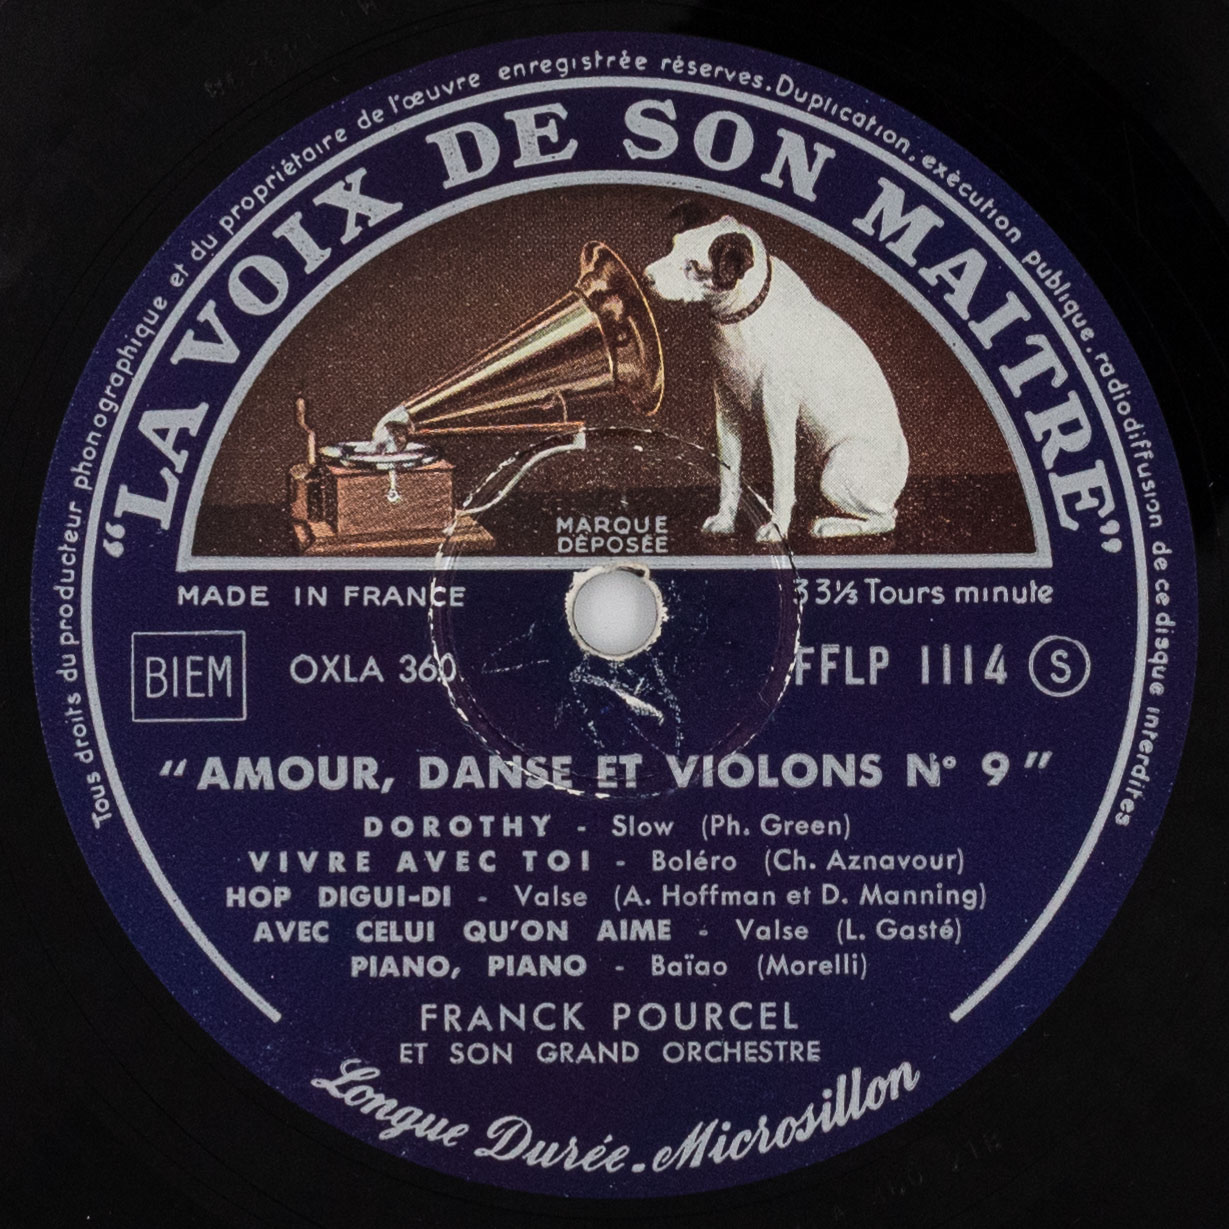 Tous droits du producteur phonographique et du propriétaire de l'œuvre enregistrée réservés. Duplication, exécution publique, radiodiffusion de ce disque interdites
"LA VOIX DE SON MAITRE"
MARQUE
DÉPOSÉE
MADE IN FRANCE 33⅓ Tours minute
BIEM OXLA 360 FFLP 1114 S
"AMOUR, DANSE ET VIOLONS N° 9"
DOROTHY - Slow (Ph. Green)
VIVRE AVEC TOI - Boléro (Ch. Aznavour)
HOP DIGUI-DI - Valse (A. Hoffman et D. Manning)
AVEC CELUI QU'ON AIME - Valse (L. Gasté)
PIANO, PIANO - Baïao (Morelli)
FRANCK POURCEL
ET SON GRAND ORCHESTRE
Longue Durée - Microsillon